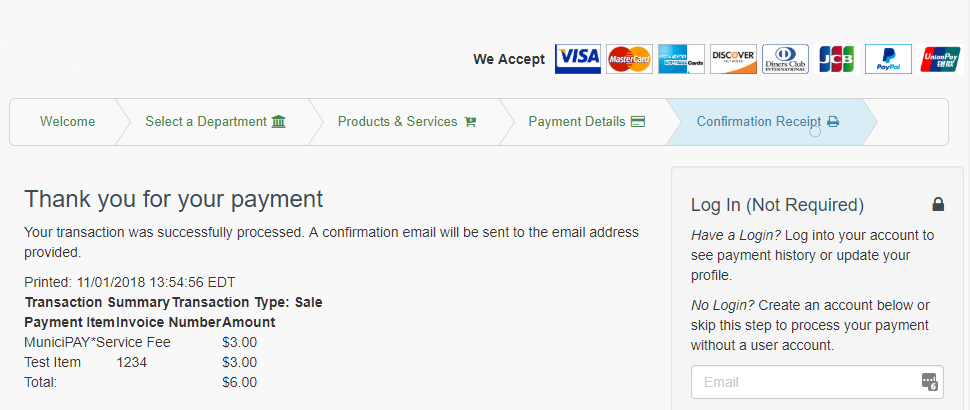 We Accept VISA MasterCard AMERICAN EXPRESS Cards DISCOVER NETWORK Diners Club INTERNATIONAL JCB PayPal UnionPay 银联
Welcome Select a Department Products & Services Payment Details Confirmation Receipt
Thank you for your payment
Your transaction was successfully processed. A confirmation email will be sent to the email address
provided.
Printed: 11/01/2018 13:54:56 EDT
Transaction Summary Transaction Type: Sale
Payment Item Invoice Number Amount
MuniciPAY*Service Fee $3.00
Test Item 1234 $3.00
Total: $6.00
Log In (Not Required)
Have a Login? Log into your account to
see payment history or update your
profile.
No Login? Create an account below or
skip this step to process your payment
without a user account.
Email 6